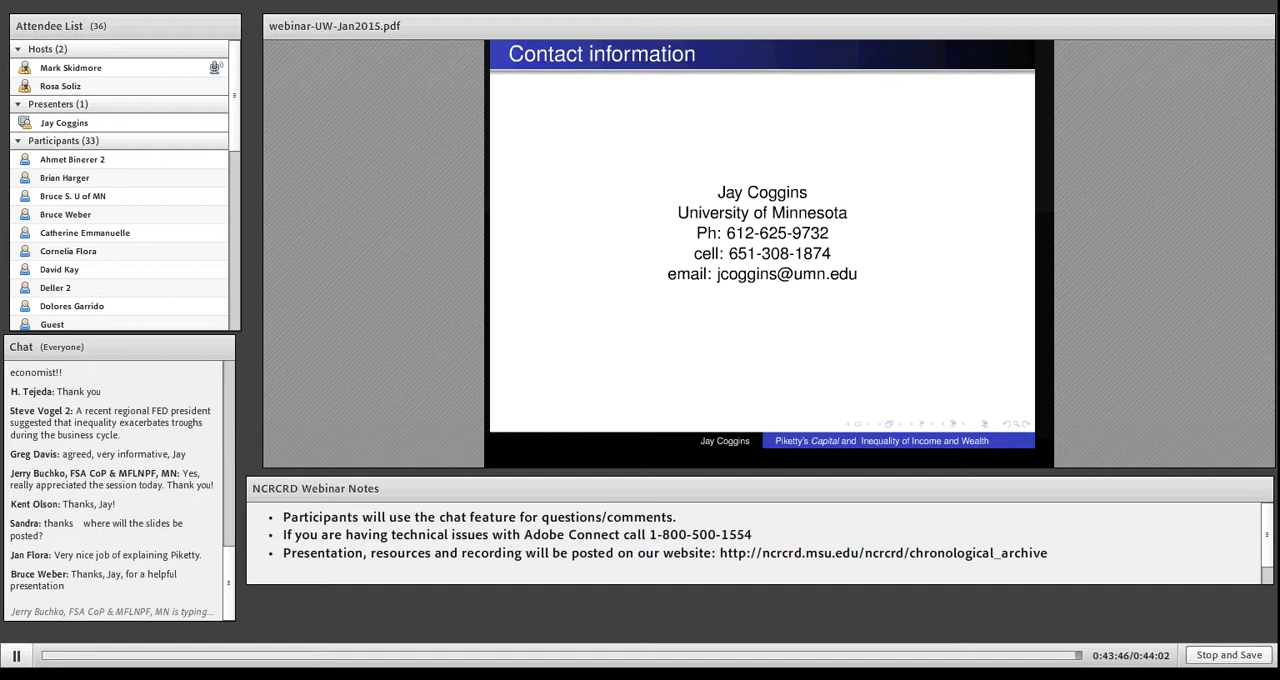 Attendee List (36)
Hosts (2)
Mark Skidmore
Rosa Soliz
Presenters (1)
Jay Coggins
Participants (33)
Ahmet Binerer 2
Brian Harger
Bruce S. U of MN
Bruce Weber
Catherine Emmanuelle
Cornelia Flora
David Kay
Deller 2
Dolores Garrido
Guest
Chat (Everyone)
economist!!
H. Tejeda: Thank you
Steve Vogel 2: A recent regional FED president
suggested that inequality exacerbates troughs
during the business cycle.
Greg Davis: agreed, very informative, Jay
Jerry Buchko, FSA CoP & MFLNPF, MN: Yes,
really appreciated the session today. Thank you!
Kent Olson: Thanks, Jay!
Sandra: thanks where will the slides be
posted?
Jan Flora: Very nice job of explaining Piketty.
Bruce Weber: Thanks, Jay, for a helpful
presentation
Jerry Buchko, FSA CoP & MFLNPF, MN is typing...
webinar-UW-Jan2015.pdf
Contact information
Jay Coggins
University of Minnesota
Ph: 612-625-9732
cell: 651-308-1874
email: jcoggins@umn.edu
Jay Coggins Piketty's Capital and Inequality of Income and Wealth
NCRCRD Webinar Notes
• Participants will use the chat feature for questions/comments.
• If you are having technical issues with Adobe Connect call 1-800-500-1554
• Presentation, resources and recording will be posted on our website: http://ncrcrd.msu.edu/ncrcrd/chronological_archive
0:43:46/0:44:02 Stop and Save